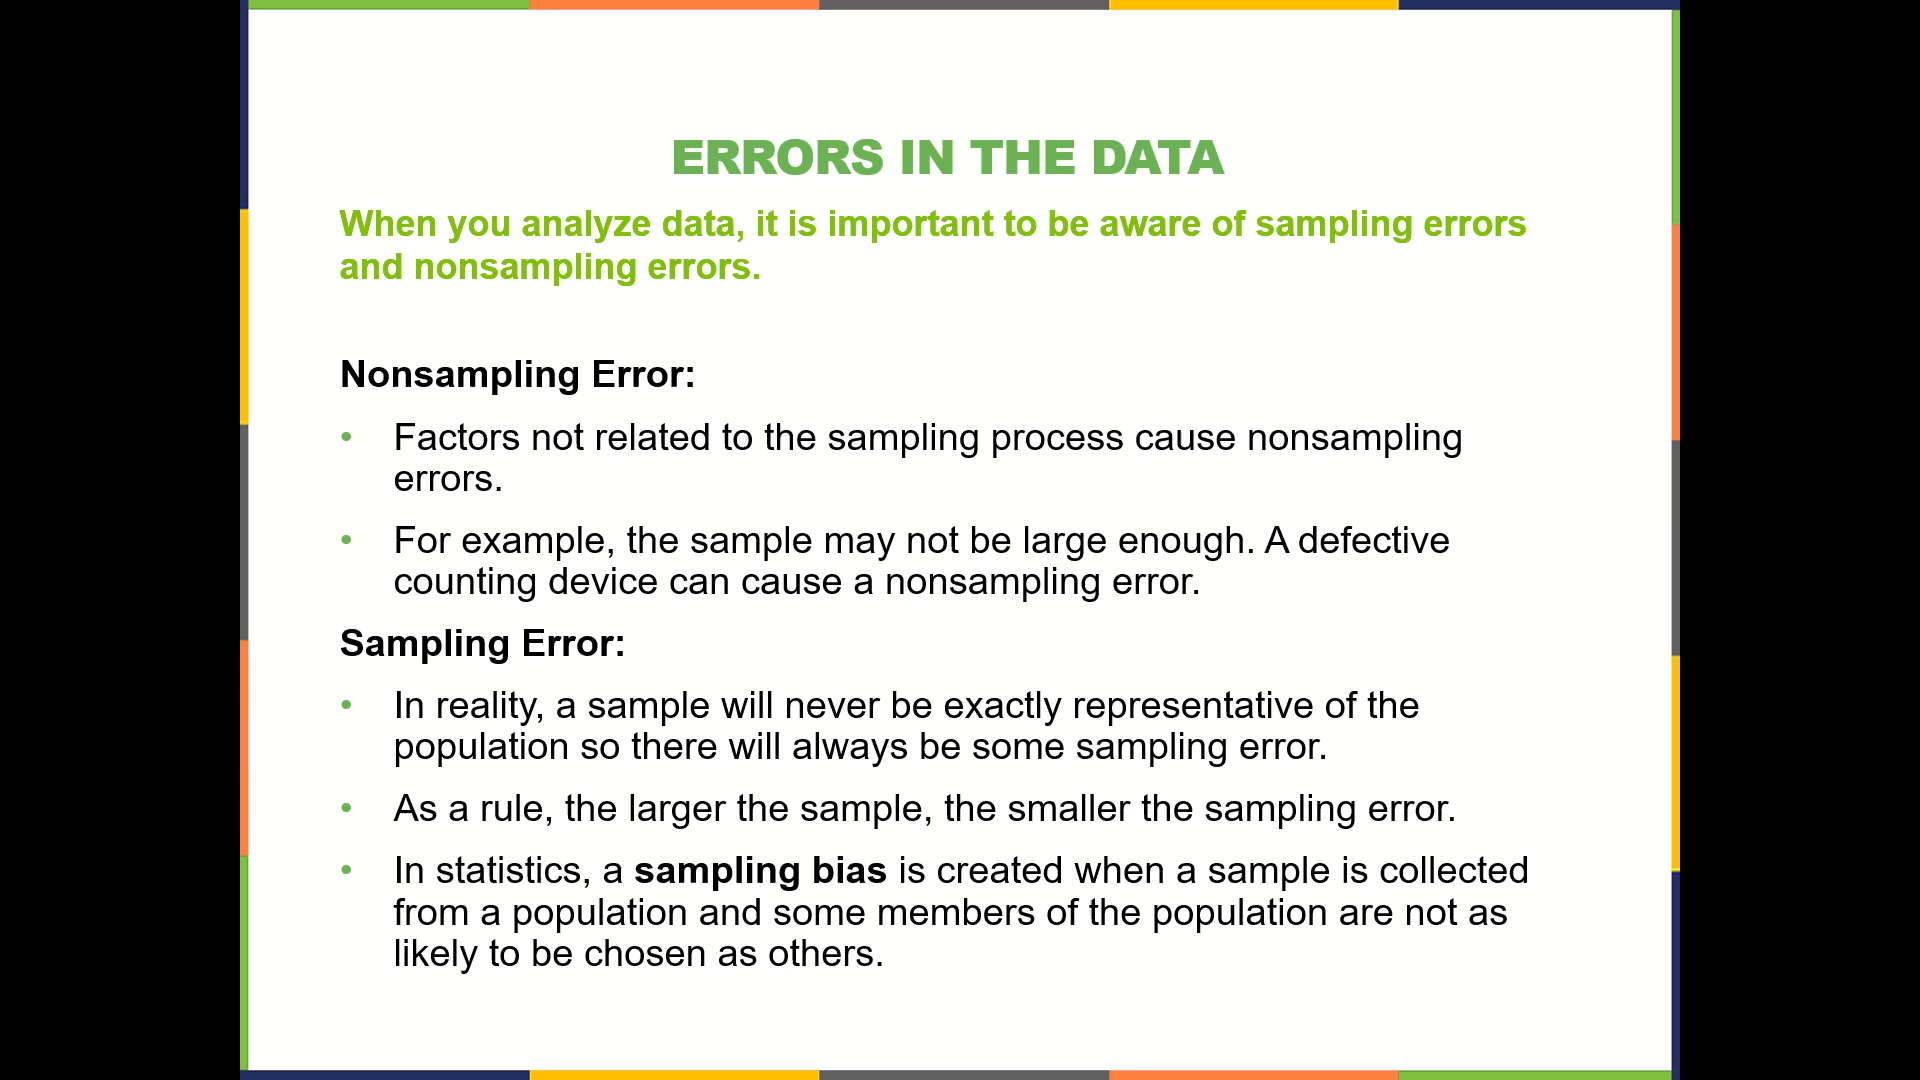 ERRORS IN THE DATA
When you analyze data, it is important to be aware of sampling errors
and nonsampling errors.
Nonsampling Error:
• Factors not related to the sampling process cause nonsampling
errors.
• For example, the sample may not be large enough. A defective
counting device can cause a nonsampling error.
Sampling Error:
• In reality, a sample will never be exactly representative of the
population so there will always be some sampling error.
• As a rule, the larger the sample, the smaller the sampling error.
• In statistics, a sampling bias is created when a sample is collected
from a population and some members of the population are not as
likely to be chosen as others.